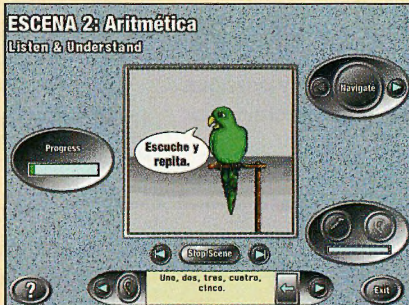 ESCENA 2: Aritmética
Listen & Understand
Navigate
Progress
Escuche y
repita.
Stop Scene
Uno, dos, tres, cuatro,
cinco.
?
Exit